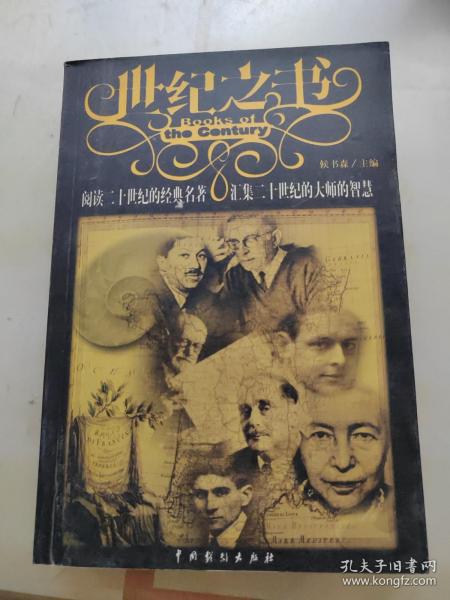 世纪之书
Books of
the Century
侯书森/主编
阅读二十世纪的经典名著 汇集二十世纪的大师的智慧
GERMANIA
OCEA
中国戏剧出版社
孔夫子旧书网
www.kongfz.com